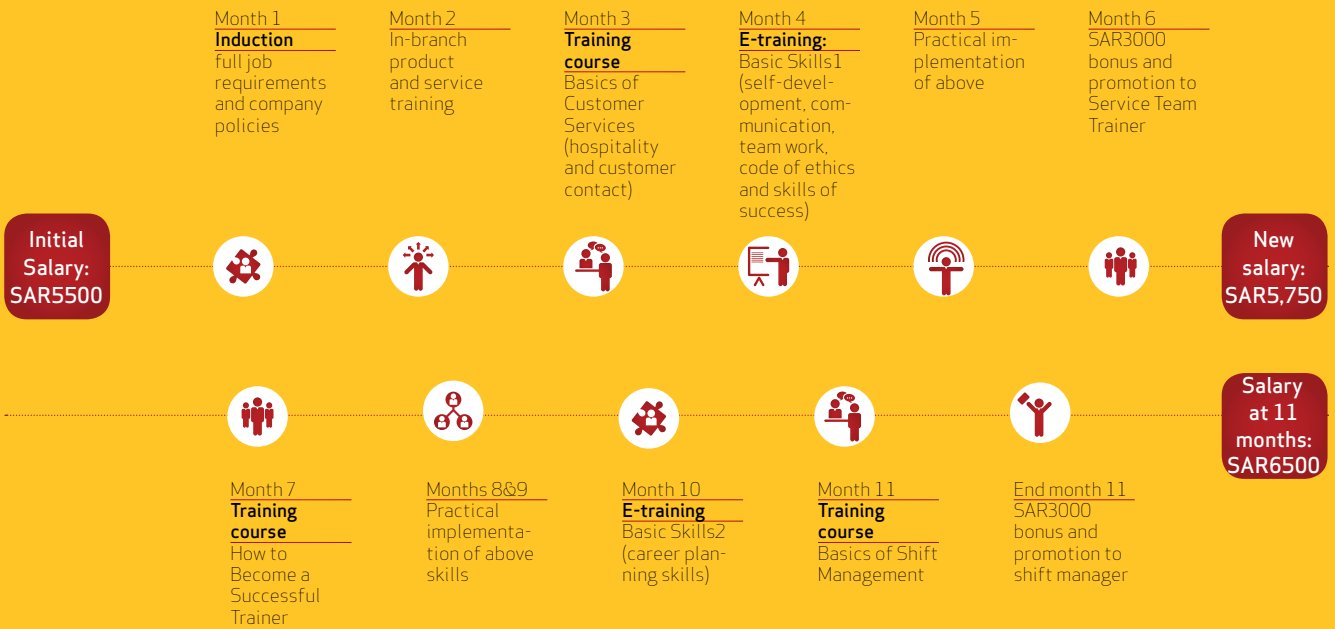 Month 1
Induction
full job
requirements
and company
policies
Month 2
In-branch
product
and service
training
Month 3
Training
course
Basics of
Customer
Services
(hospitality
and customer
contact)
Month 4
E-training:
Basic Skills1
(self-devel-
opment, com-
munication,
team work,
code of ethics
and skills of
success)
Month 5
Practical im-
plementation
of above
Month 6
SAR3000
bonus and
promotion to
Service Team
Trainer
Initial
Salary:
SAR5500
New
salary:
SAR5,750
Salary
at 11
months:
SAR6500
Month 7
Training
course
How to
Become a
Successful
Trainer
Months 8&9
Practical
implementa-
tion of above
skills
Month 10
E-training
Basic Skills2
(career plan-
ning skills)
Month 11
Training
course
Basics of Shift
Management
End month 11
SAR3000
bonus and
promotion to
shift manager